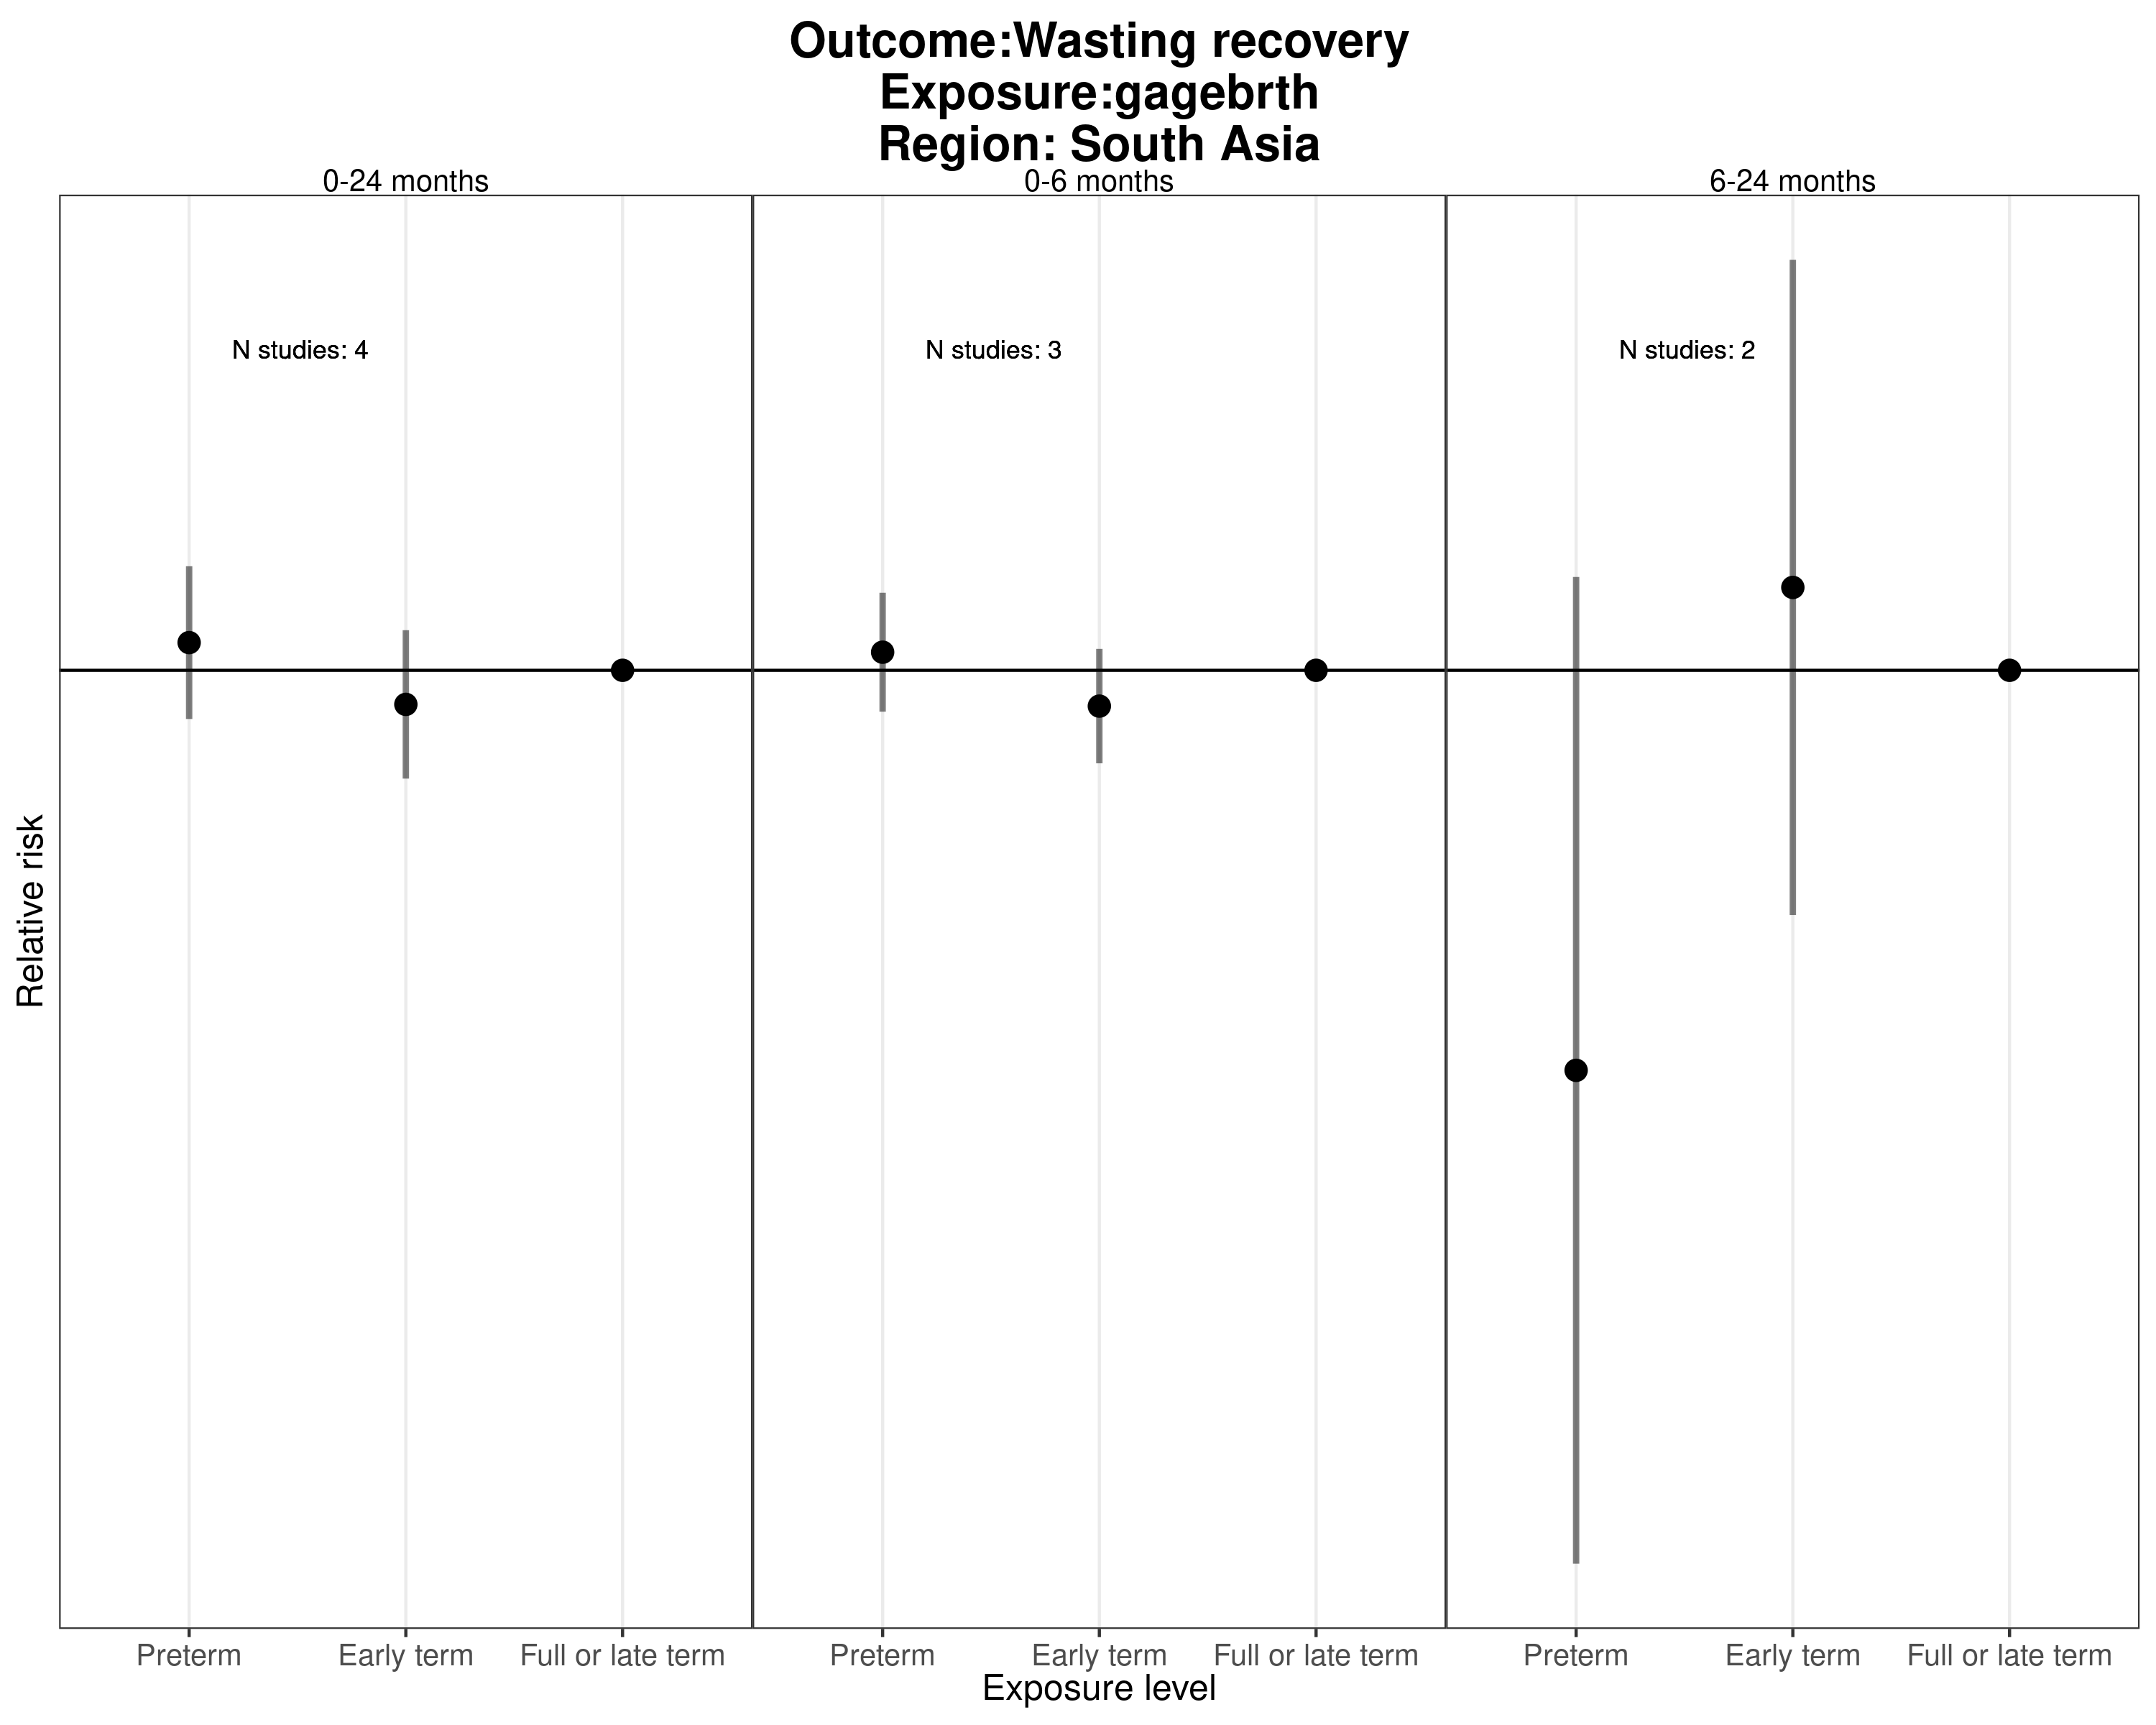 Outcome:Wasting recovery
Exposure:gagebrth
Region: South Asia
0-24 months
0-6 months
6-24 months
N studies: 4
N studies: 3
N studies: 2
Relative risk
Preterm
Early term
Full or late term
Preterm
Early term
Full or late term
Preterm
Early term
Full or late term
Exposure level